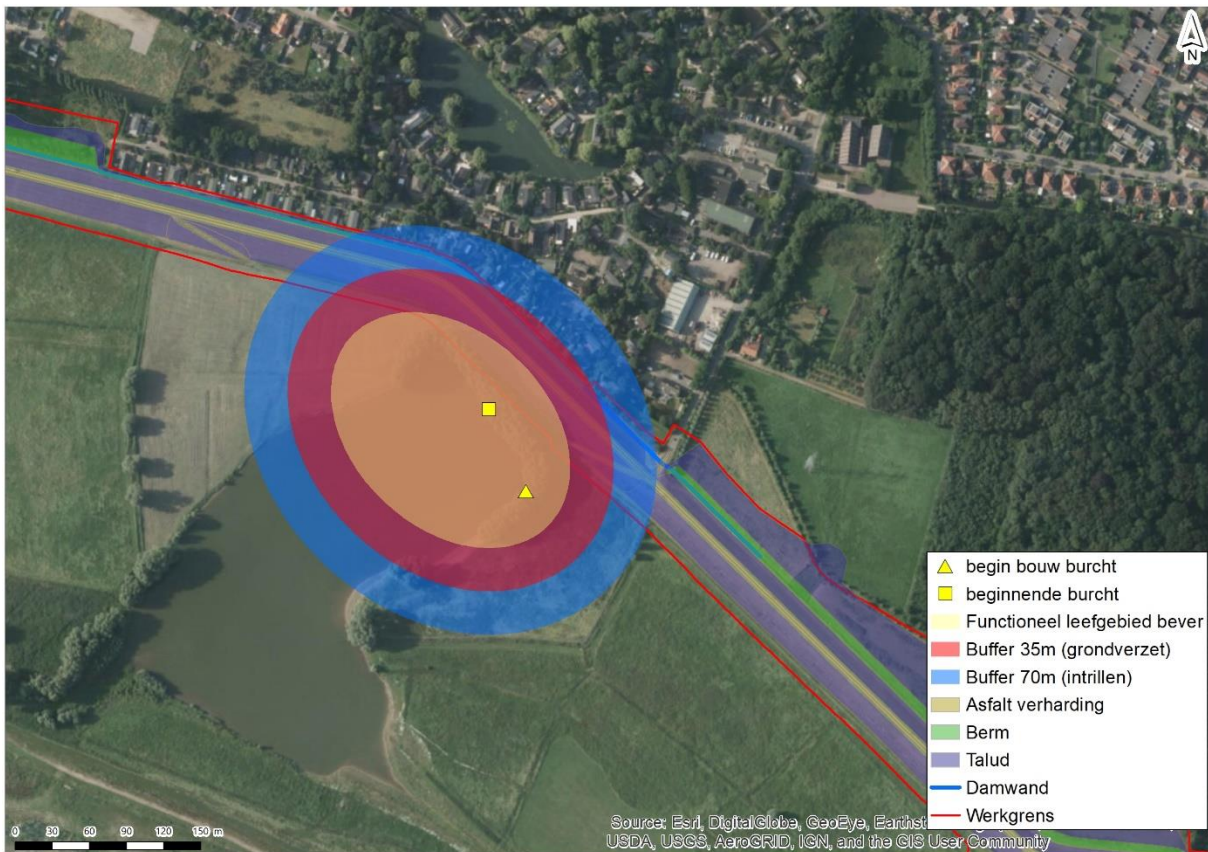 N
begin bouw burcht
beginnende burcht
Functioneel leefgebied bever
Buffer 35m (grondverzet)
Buffer 70m (intrillen)
Asfalt verharding
Berm
Talud
Damwand
Werkgrens
0 30 60 90 120 150 m
Source: Esri, DigitalGlobe, GeoEye,
USDA, USGS, AeroGRID, IGN, and the GIS User Community